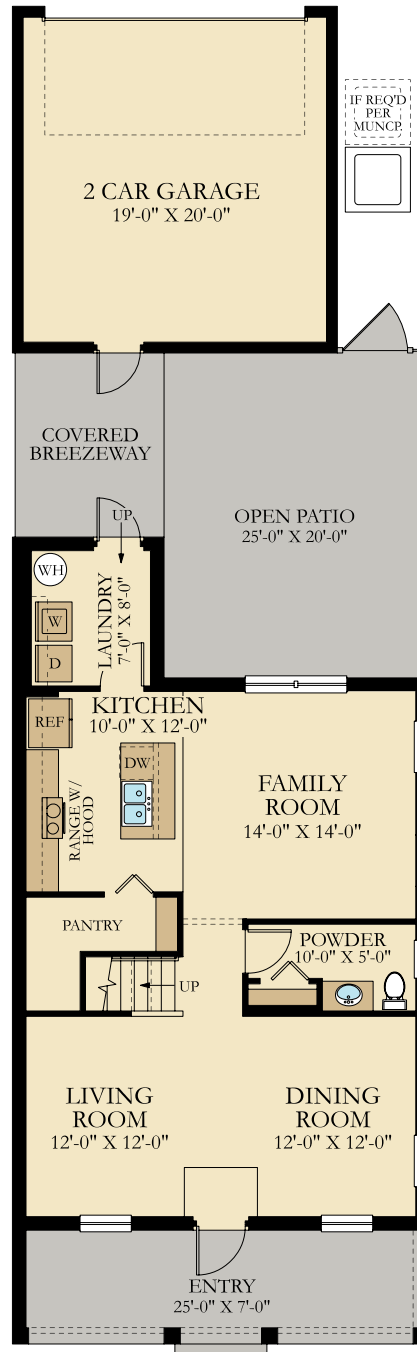 IF REQ'D
PER
MUNCP.
2 CAR GARAGE
19'-0" X 20'-0"
COVERED
BREEZEWAY
UP
OPEN PATIO
25'-0" X 20'-0"
WH
W
D
LAUNDRY
7'-0" X 8'-0"
KITCHEN
10'-0" X 12'-0"
REF
DW
RANGE W/
HOOD
FAMILY
ROOM
14'-0" X 14'-0"
PANTRY
POWDER
10'-0" X 5'-0"
UP
LIVING
ROOM
12'-0" X 12'-0"
DINING
ROOM
12'-0" X 12'-0"
ENTRY
25'-0" X 7'-0"